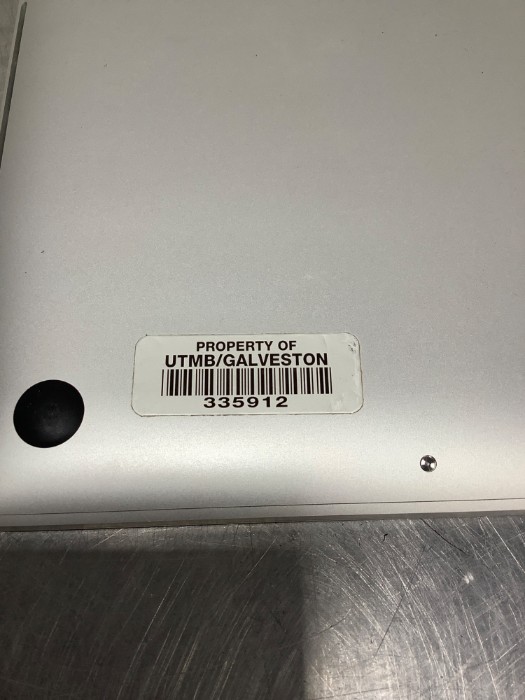 PROPERTY OF
UTMB/GALVESTON
335912